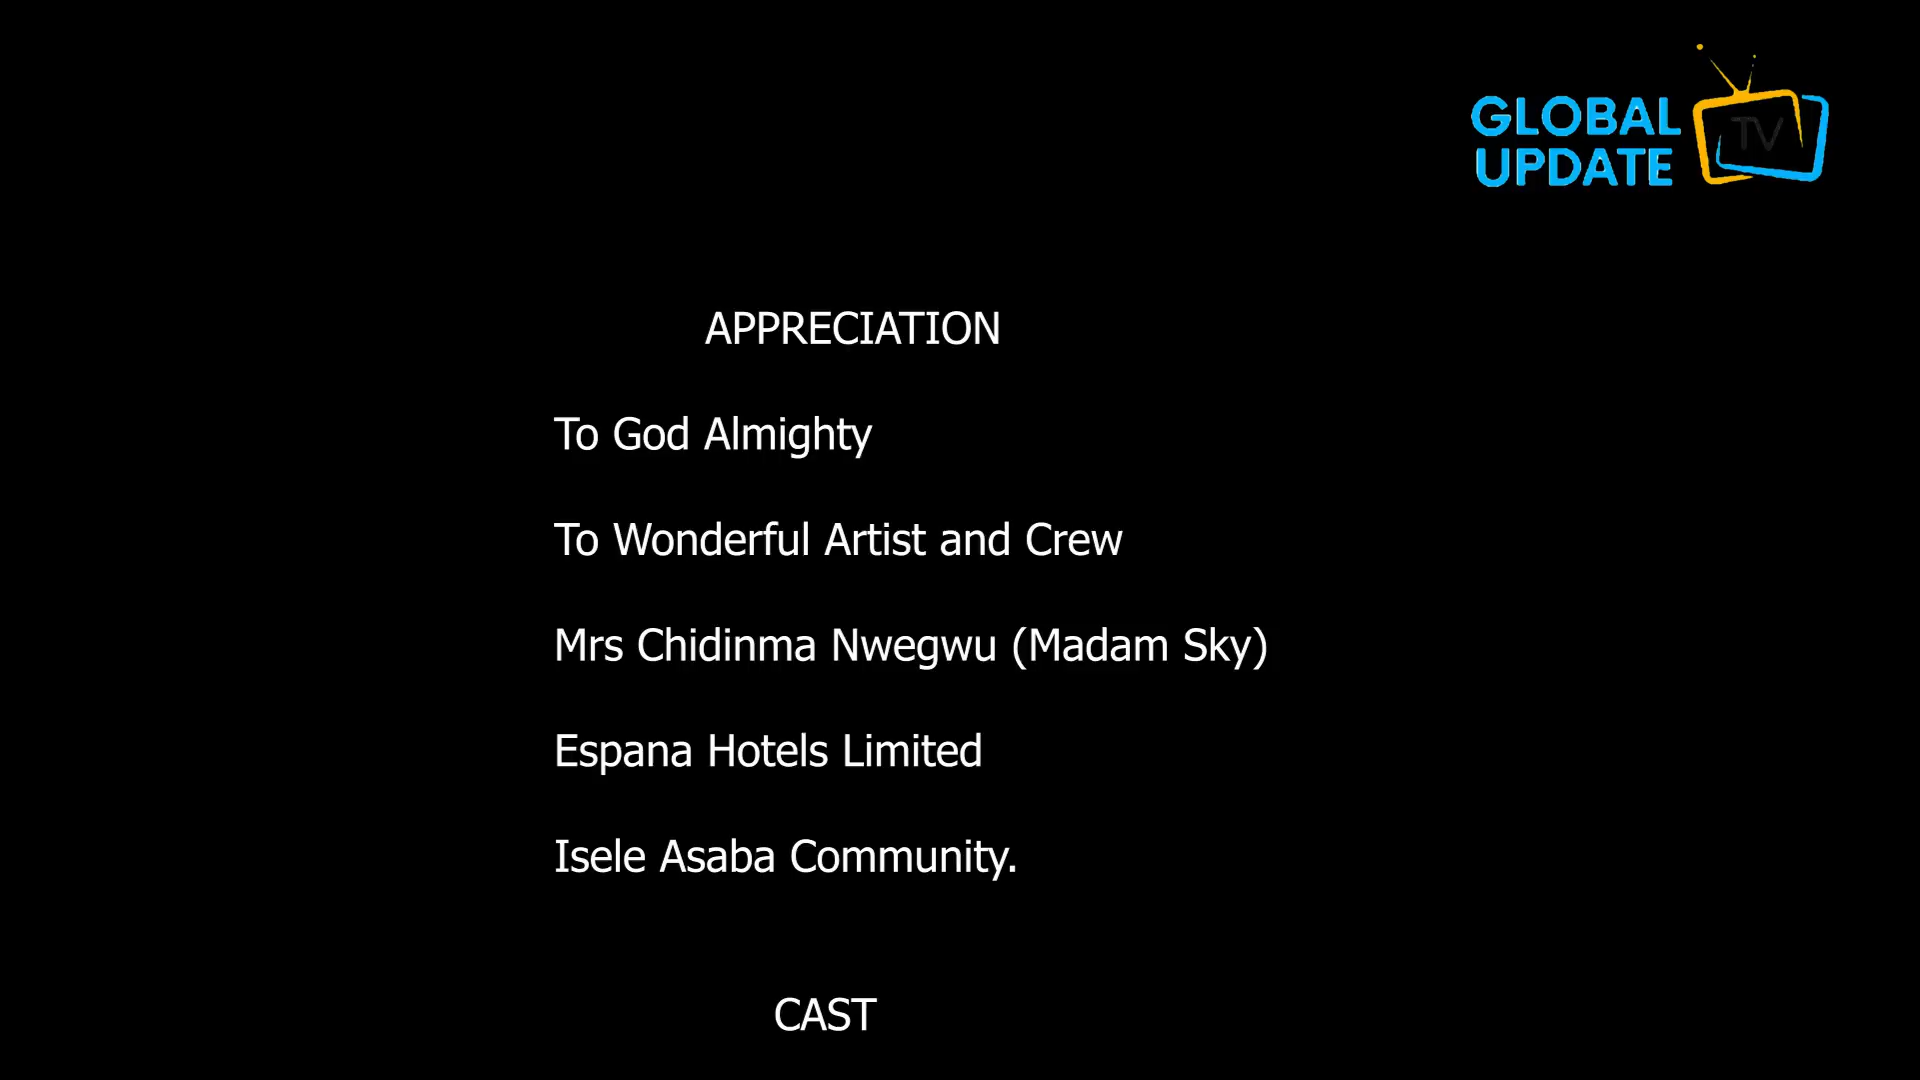 GLOBAL
UPDATE
TV
APPRECIATION
To God Almighty
To Wonderful Artist and Crew
Mrs Chidinma Nwegwu (Madam Sky)
Espana Hotels Limited
Isele Asaba Community.
CAST